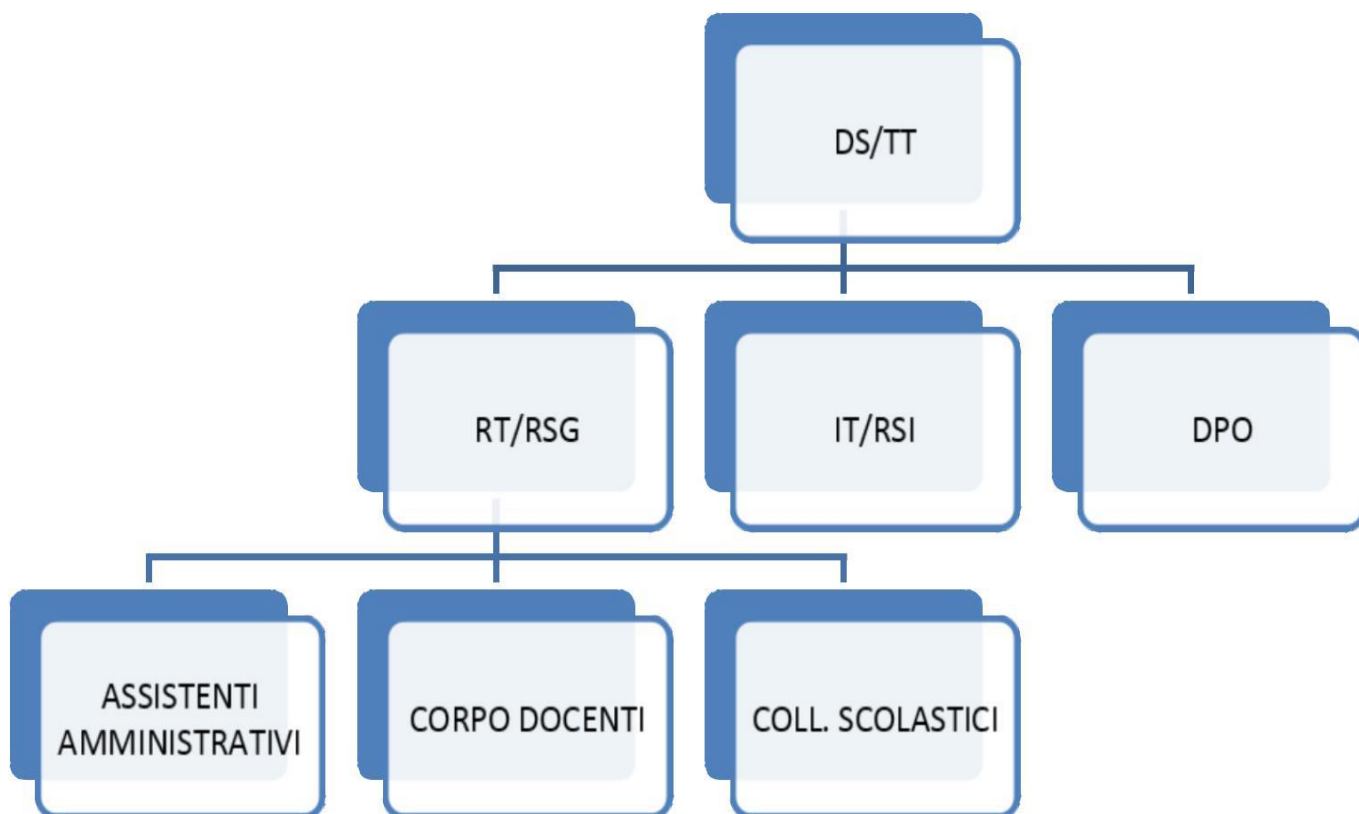 DS/TT
RT/RSG
IT/RSI
DPO
ASSISTENTI
AMMINISTRATIVI
CORPO DOCENTI
COLL. SCOLASTICI